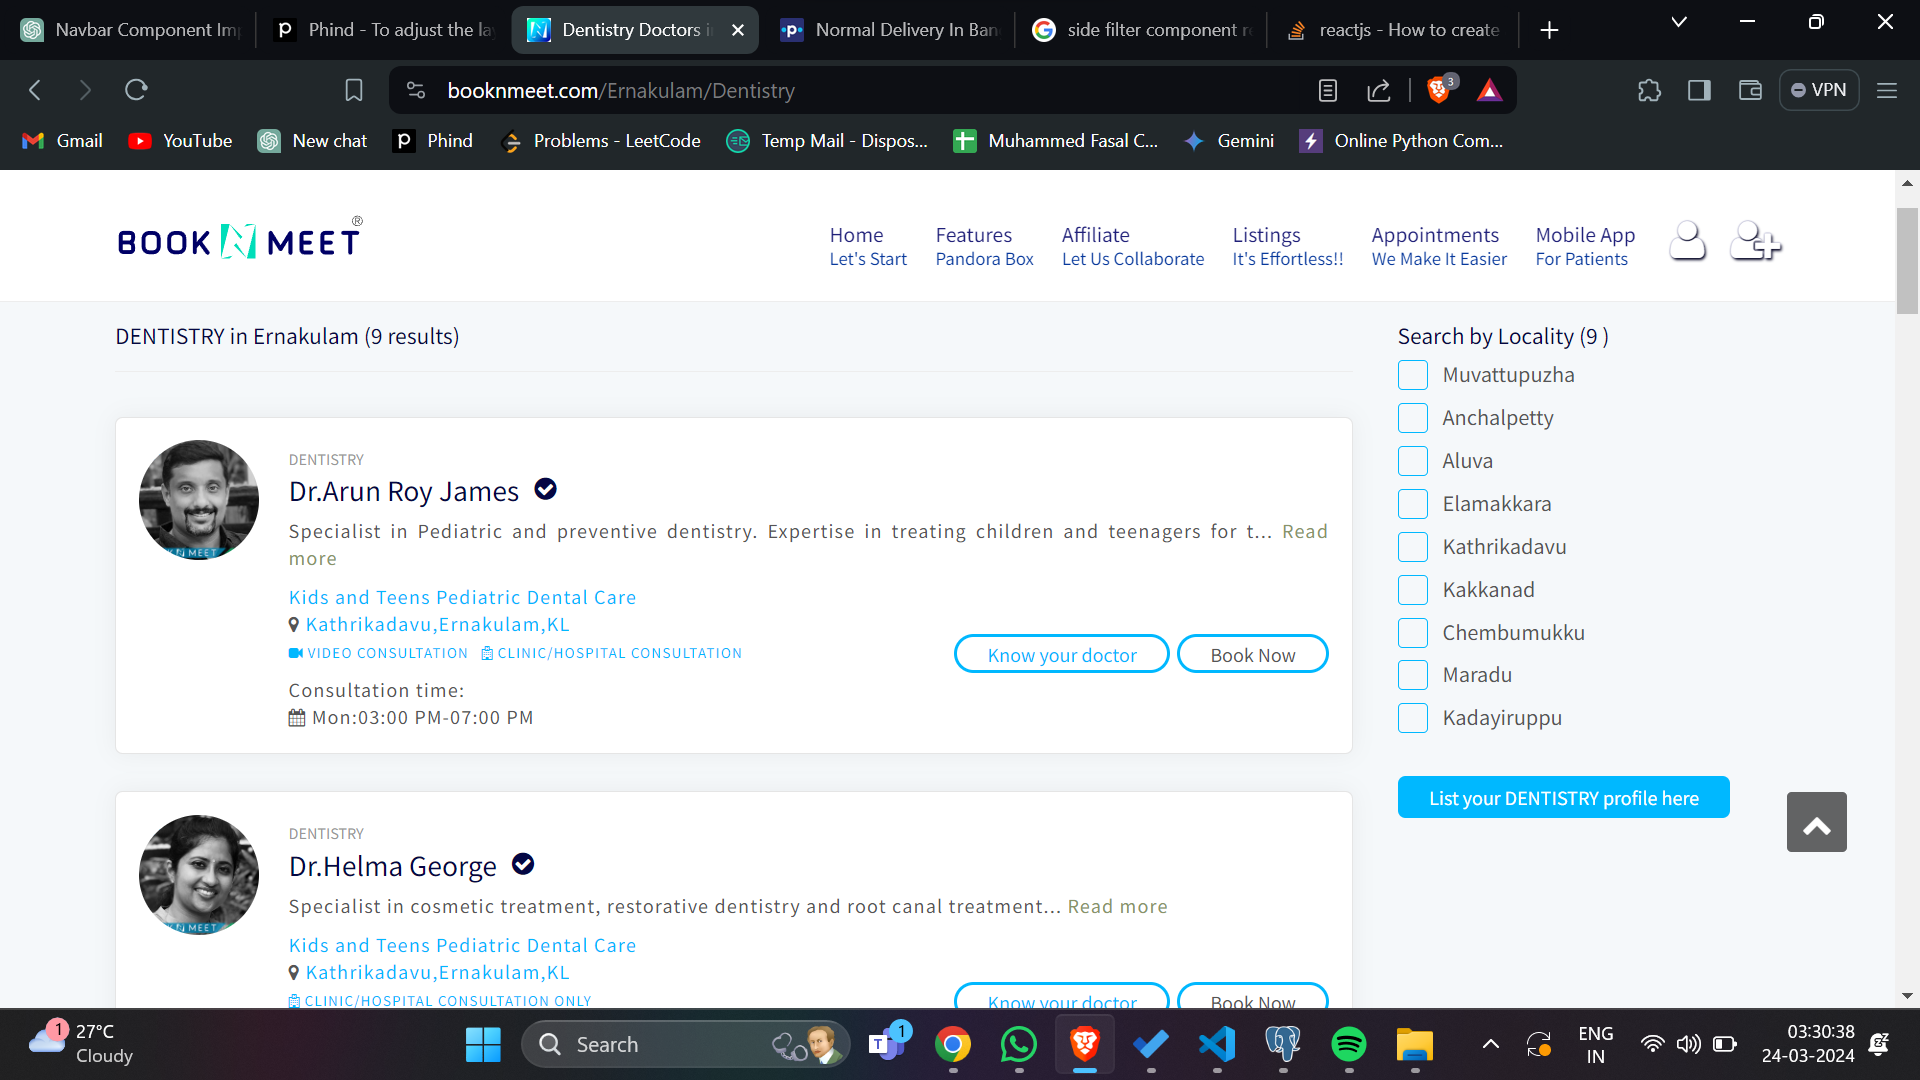 Navbar Component Imp
Phind - To adjust the la
Dentistry Doctors i
Normal Delivery In Ban
side filter component re
reactjs - How to create
booknmeet.com/Ernakulam/Dentistry
3
VPN
Gmail
YouTube
New chat
Phind
Problems - LeetCode
Temp Mail - Dispos...
Muhammed Fasal C...
Gemini
Online Python Com...
BOOK N MEET®
Home
Let's Start
Features
Pandora Box
Affiliate
Let Us Collaborate
Listings
It's Effortless!!
Appointments
We Make It Easier
Mobile App
For Patients
DENTISTRY in Ernakulam (9 results)
DENTISTRY
Dr.Arun Roy James
Specialist in Pediatric and preventive dentistry. Expertise in treating children and teenagers for t... Read
more
Kids and Teens Pediatric Dental Care
Kathrikadavu,Ernakulam,KL
VIDEO CONSULTATION CLINIC/HOSPITAL CONSULTATION
Know your doctor
Book Now
Consultation time:
Mon:03:00 PM-07:00 PM
N MEET
DENTISTRY
Dr.Helma George
Specialist in cosmetic treatment, restorative dentistry and root canal treatment... Read more
Kids and Teens Pediatric Dental Care
Kathrikadavu,Ernakulam,KL
CLINIC/HOSPITAL CONSULTATION ONLY
Know your doctor
Book Now
N MEET
Search by Locality (9 )
Muvattupuzha
Anchalpetty
Aluva
Elamakkara
Kathrikadavu
Kakkanad
Chembumukku
Maradu
Kadayiruppu
List your DENTISTRY profile here
1
27°C
Cloudy
Search
T
1
ENG
IN
03:30:38
24-03-2024